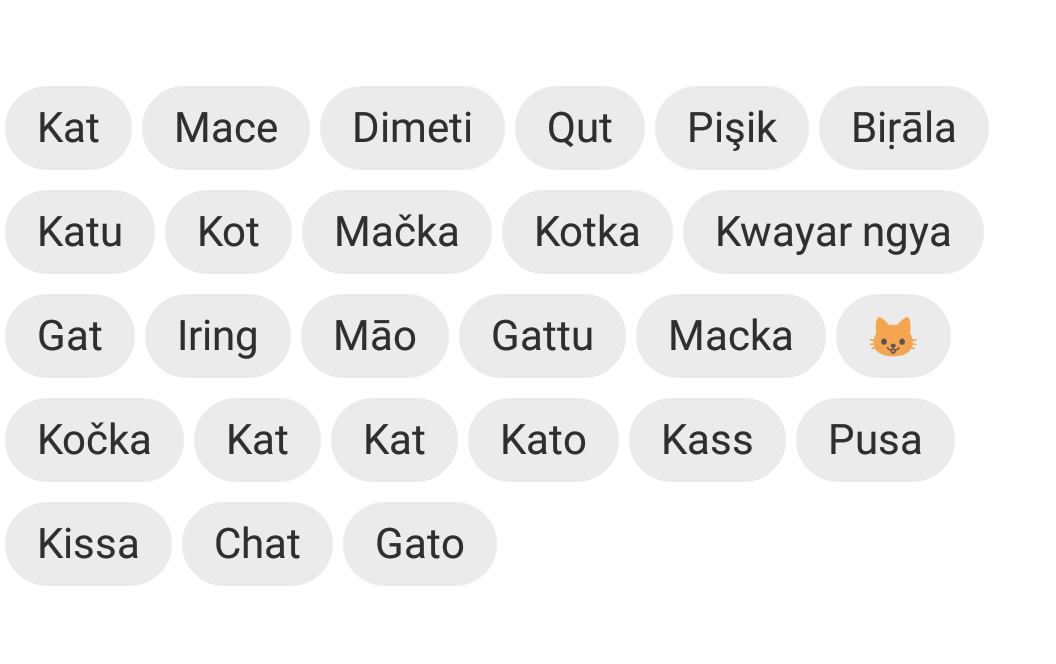 Kat Mace Dimeti Qut Pişik Biṛāla
Katu Kot Mačka Kotka Kwayar ngya
Gat Iring Māo Gattu Macka 🐱
Kočka Kat Kat Kato Kass Pusa
Kissa Chat Gato